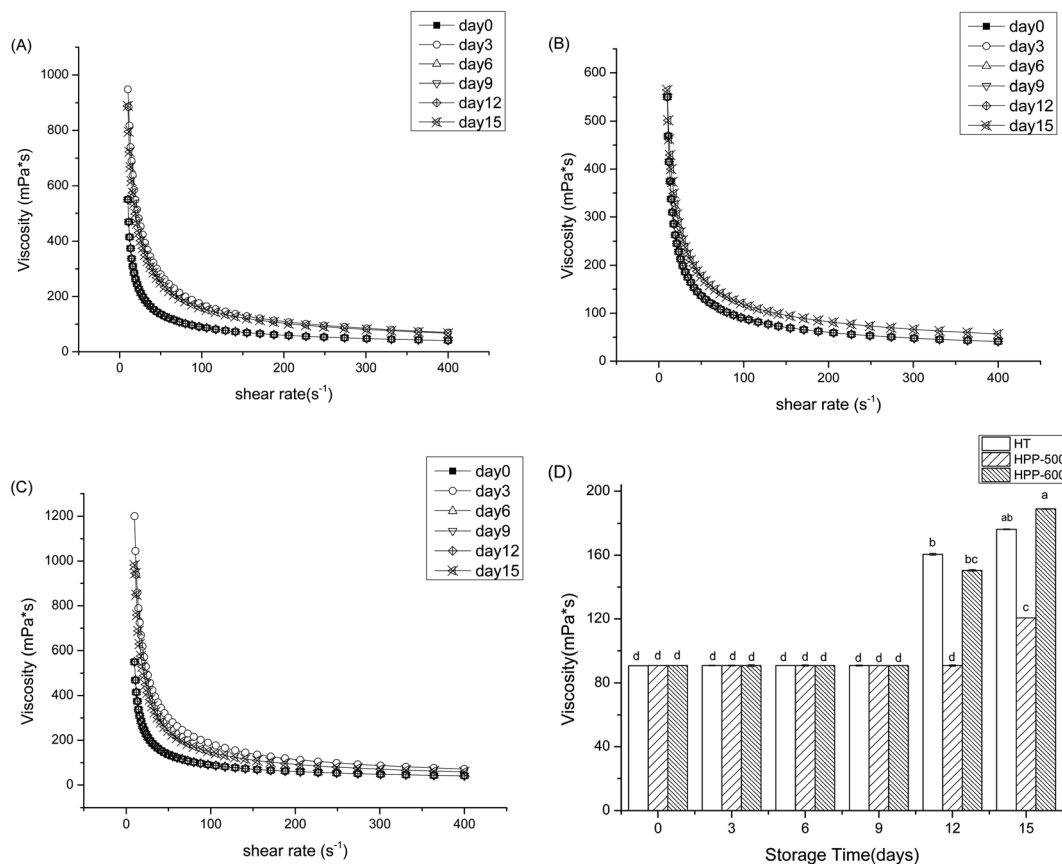 (A)
day0
day3
day6
day9
day12
day15
1000
800
600
400
200
0
Viscosity (mPa*s)
0 100 200 300 400
shear rate(s⁻¹)
(B)
day0
day3
day6
day9
day12
day15
600
500
400
300
200
100
0
Viscosity (mPa*s)
0 100 200 300 400
shear rate (s⁻¹)
(C)
day0
day3
day6
day9
day12
day15
1200
1000
800
600
400
200
0
Viscosity (mPa*s)
0 100 200 300 400
shear rate (s⁻¹)
(D)
HT
HPP-500
HPP-600
200
160
120
80
40
0
Viscosity(mPa*s)
d d d d d d d d d d d d b d bc ab c a
0 3 6 9 12 15
Storage Time(days)